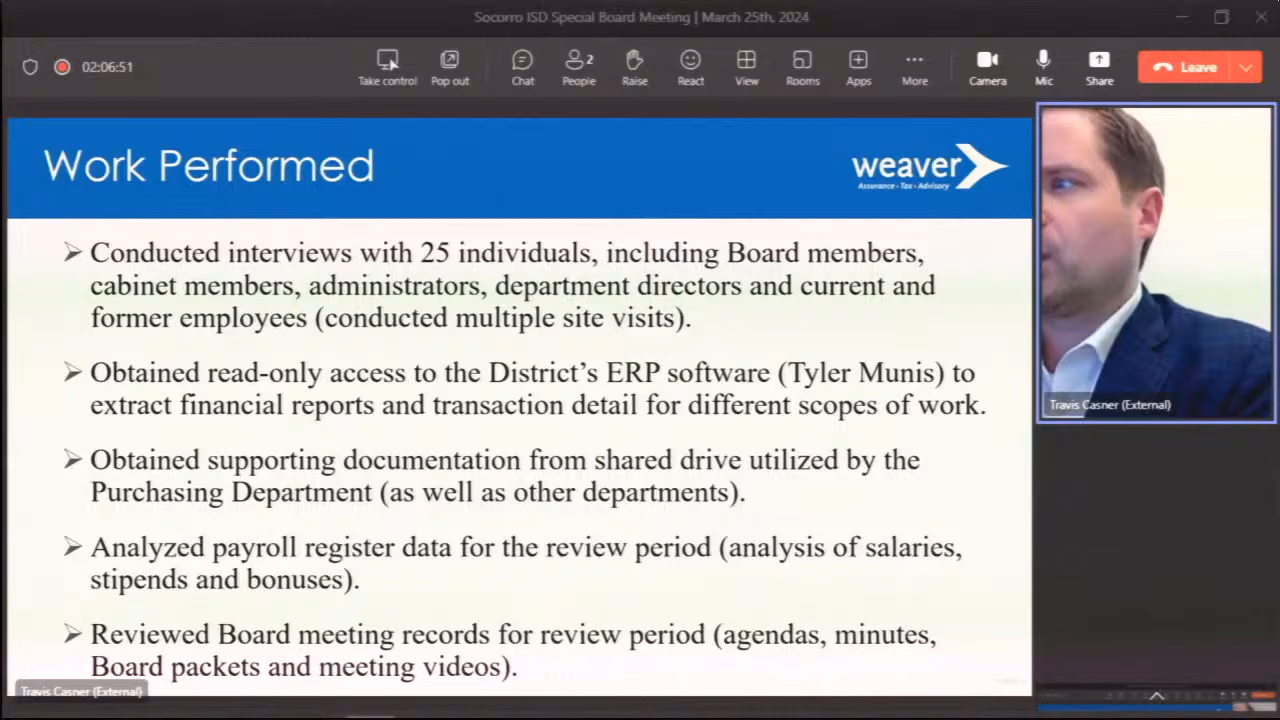 Socorro ISD Special Board Meeting | March 25th, 2024
02:06:51
Take control
Pop out
Chat
2
People
Raise
React
View
Rooms
Apps
More
Camera
Mic
Share
Leave
Work Performed
weaver
Assurance • Tax • Advisory
Conducted interviews with 25 individuals, including Board members,
cabinet members, administrators, department directors and current and
former employees (conducted multiple site visits).
Obtained read-only access to the District’s ERP software (Tyler Munis) to
extract financial reports and transaction detail for different scopes of work.
Obtained supporting documentation from shared drive utilized by the
Purchasing Department (as well as other departments).
Analyzed payroll register data for the review period (analysis of salaries,
stipends and bonuses).
Reviewed Board meeting records for review period (agendas, minutes,
Board packets and meeting videos).
Travis Casner (External)
Travis Casner (External)